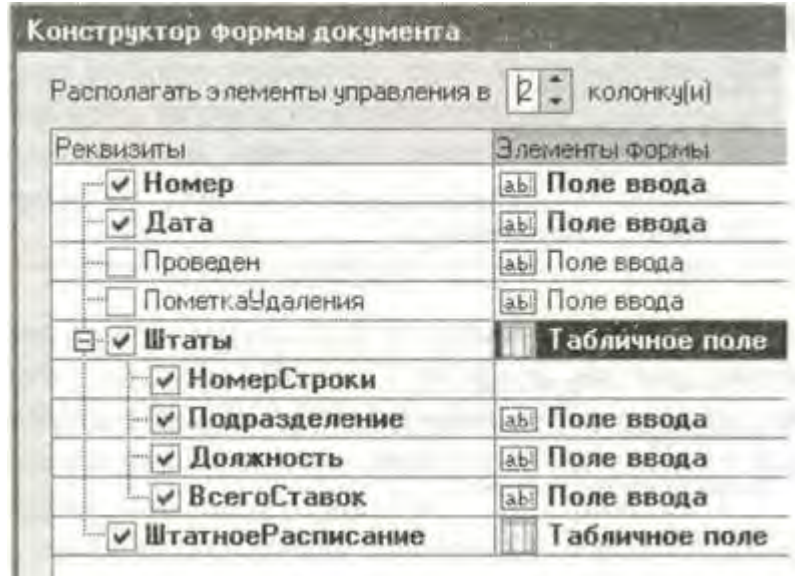 Конструктор формы документа
Располагать элементы управления в 2 колонку(и)
Реквизиты Элементы формы
Номер Поле ввода
Дата Поле ввода
Проведен Поле ввода
ПометкаУдаления Поле ввода
Штаты Табличное поле
НомерСтроки
Подразделение Поле ввода
Должность Поле ввода
ВсегоСтавок Поле ввода
ШтатноеРасписание Табличное поле